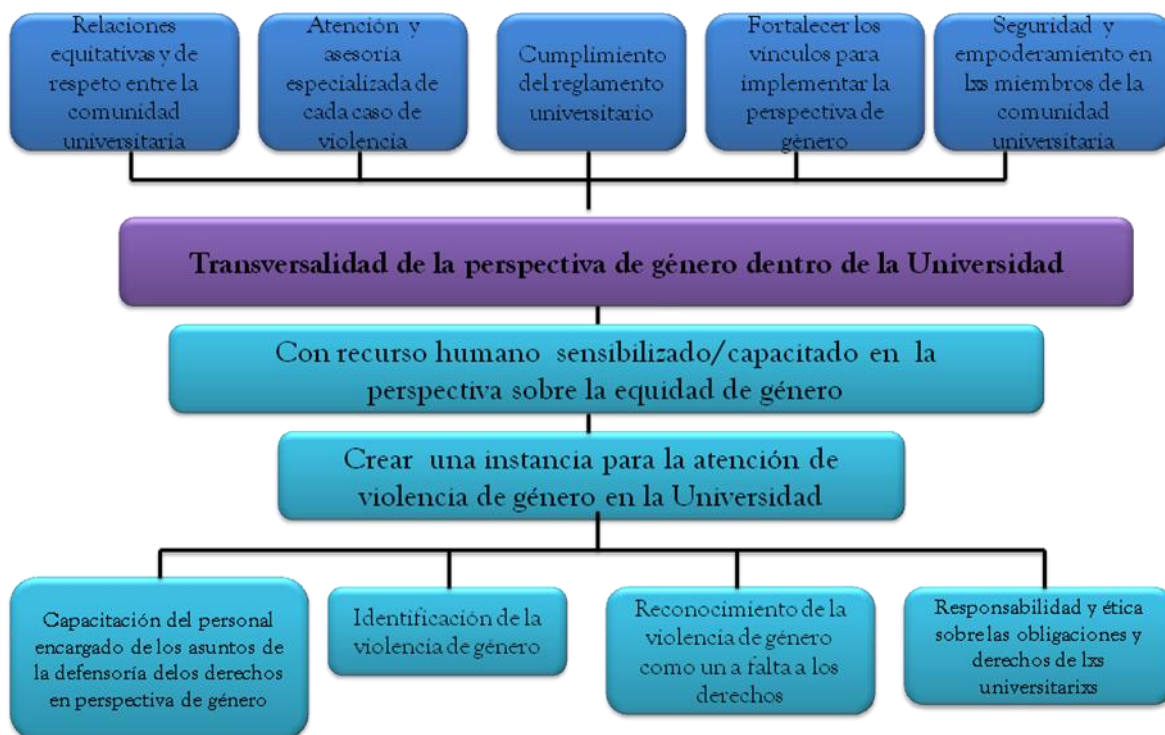 Relaciones
equitativas y de
respeto entre la
comunidad
universitaria
Atención y
asesoría
especializada de
cada caso de
violencia
Cumplimiento
del reglamento
universitario
Fortalecer los
vínculos para
implementar la
perspectiva de
gènero
Seguridad y
empoderamiento en
lxs miembros de la
comunidad
universitaria
Transversalidad de la perspectiva de género dentro de la Universidad
Con recurso humano sensibilizado/capacitado en la
perspectiva sobre la equidad de género
Crear una instancia para la atención de
violencia de género en la Universidad
Capacitación del personal
encargado de los asuntos de
la defensoría delos derechos
en perspectiva de género
Identificación de la
violencia de género
Reconocimiento de la
violencia de género
como un a falta a los
derechos
Responsabilidad y ética
sobre las obligaciones y
derechos de lxs
universitarixs